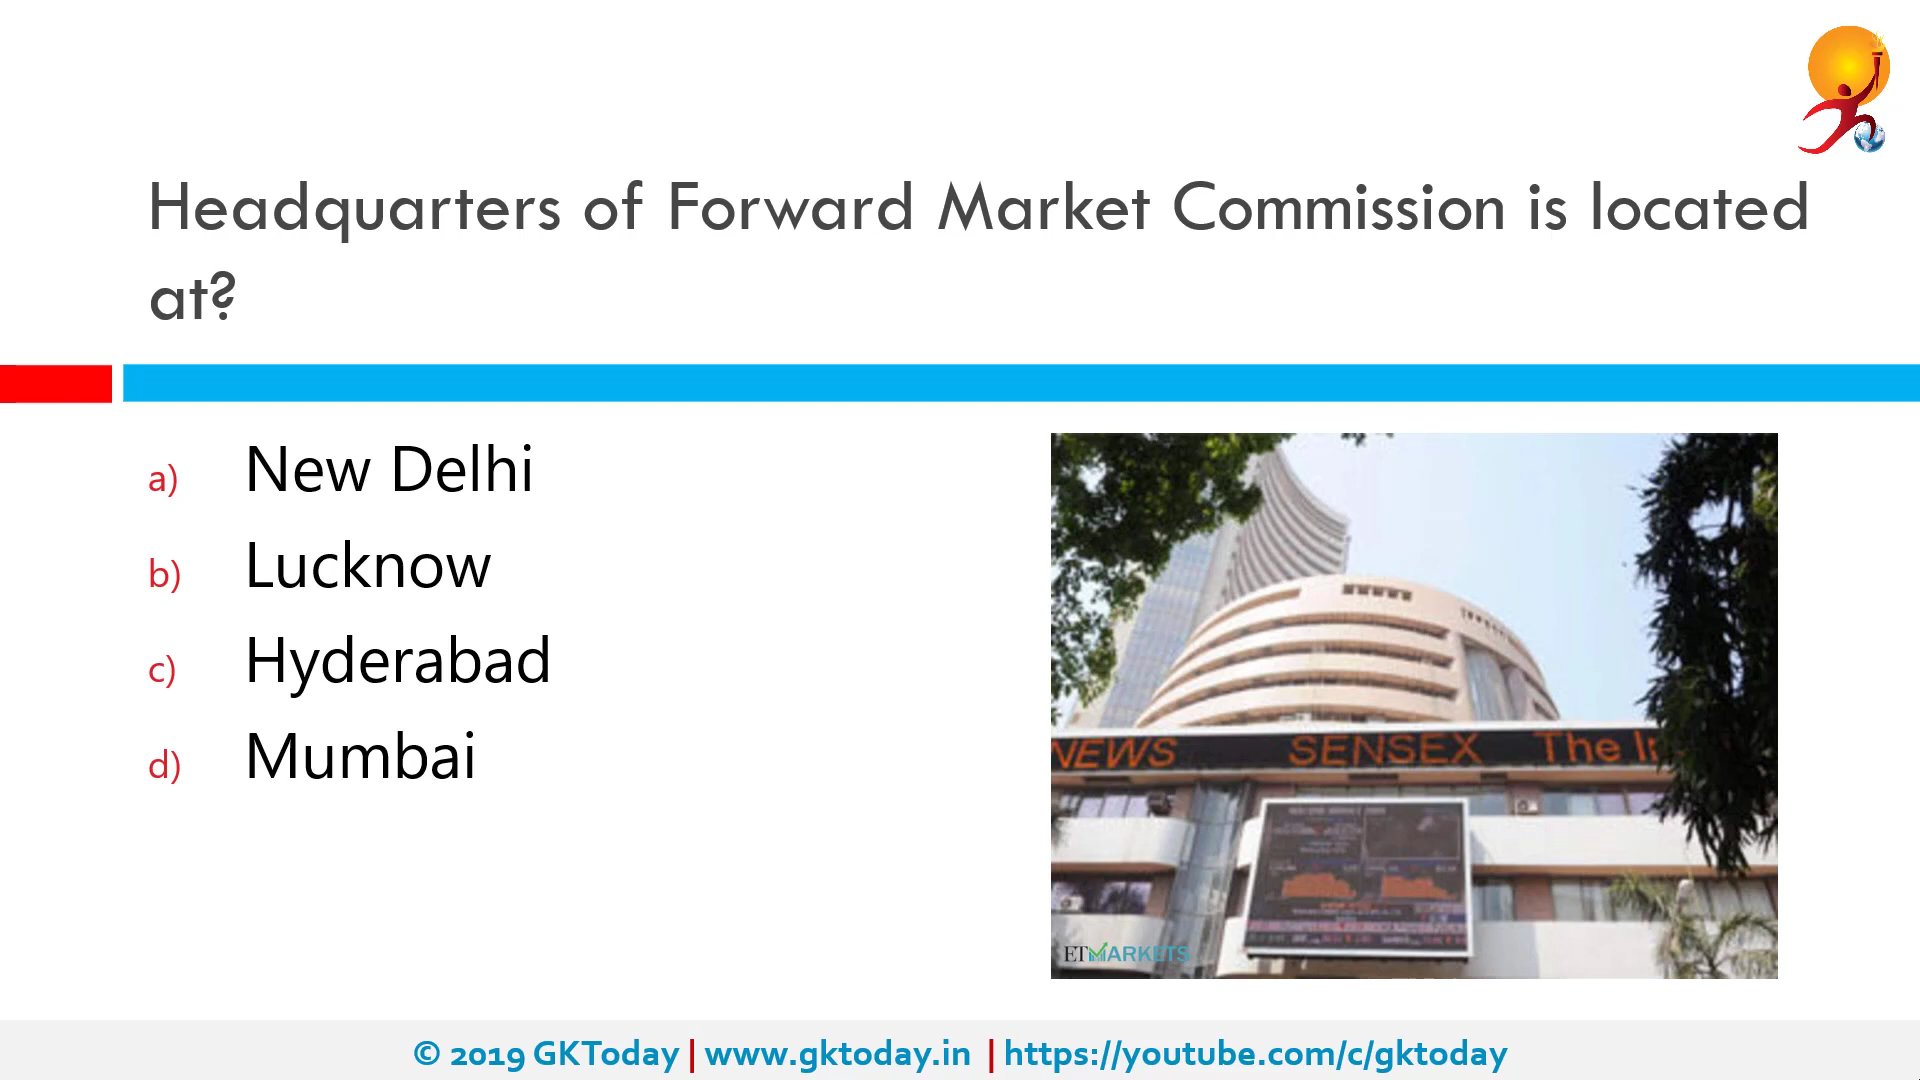 Headquarters of Forward Market Commission is located
at?
a) New Delhi
b) Lucknow
c) Hyderabad
d) Mumbai
NEWS SENSEX The
ETMARKETS
© 2019 GKToday | www.gktoday.in | https://youtube.com/c/gktoday